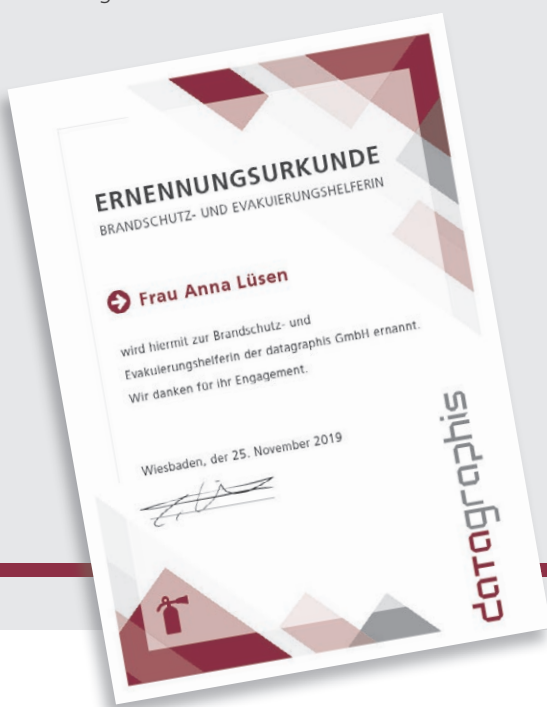 ERNENNUNGSURKUNDE
BRANDSCHUTZ- UND EVAKUIERUNGSHELFERIN
Frau Anna Lüsen
wird hiermit zur Brandschutz- und
Evakuierungshelferin der datagraphis GmbH ernannt.
Wir danken für ihr Engagement.
Wiesbaden, der 25. November 2019
datagraphis